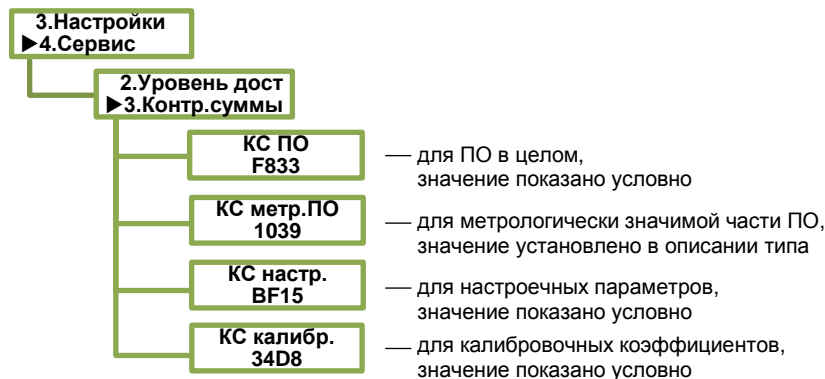 3.Настройки
▶4.Сервис
2.Уровень дост
▶3.Контр.суммы
КС ПО
F833
— для ПО в целом,
значение показано условно
КС метр.ПО
1039
— для метрологически значимой части ПО,
значение установлено в описании типа
КС настр.
BF15
— для настроечных параметров,
значение показано условно
КС калибр.
34D8
— для калибровочных коэффициентов,
значение показано условно